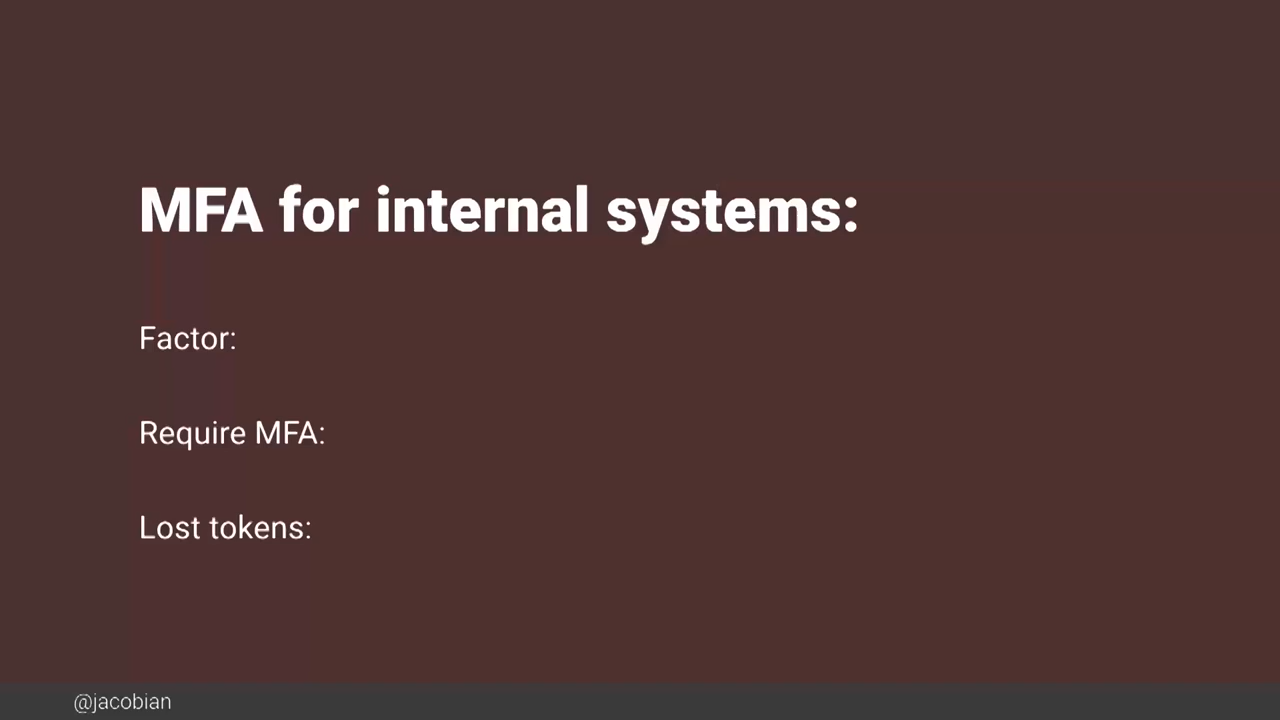 MFA for internal systems:
Factor:
Require MFA:
Lost tokens:
@jacobian